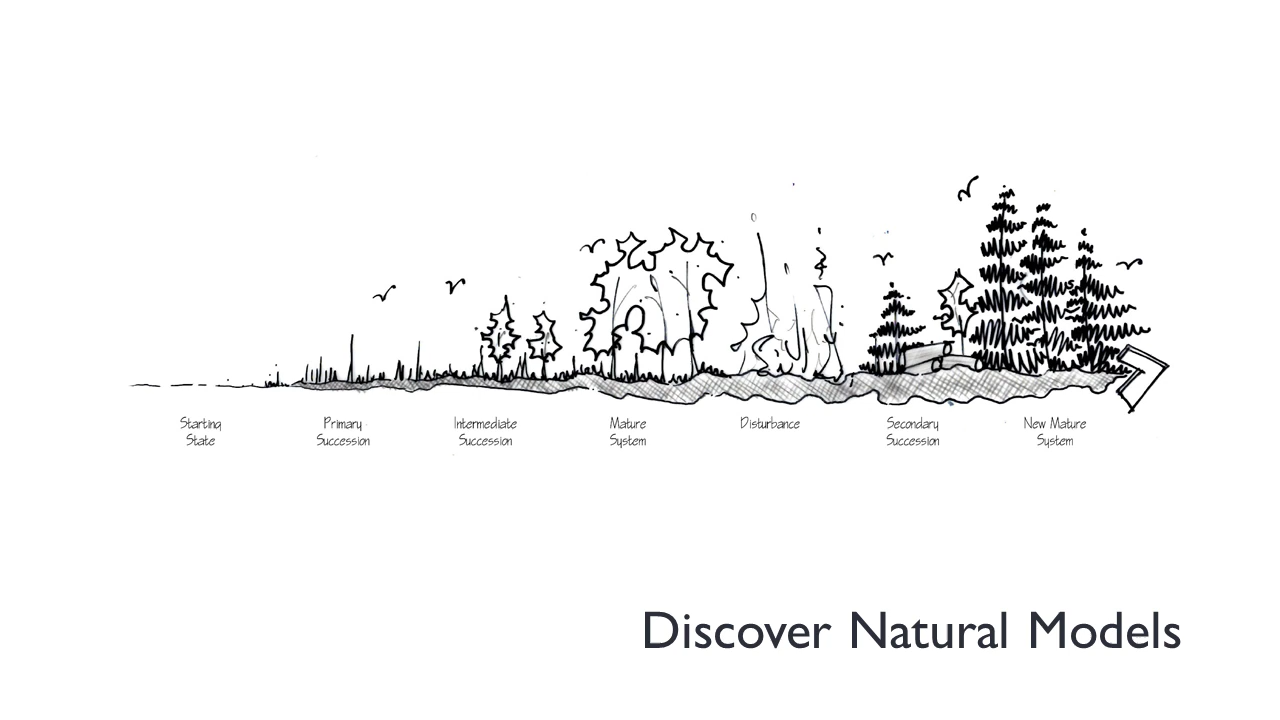 Starting
State
Primary
Succession
Intermediate
Succession
Mature
System
Disturbance
Secondary
Succession
New Mature
System
Discover Natural Models